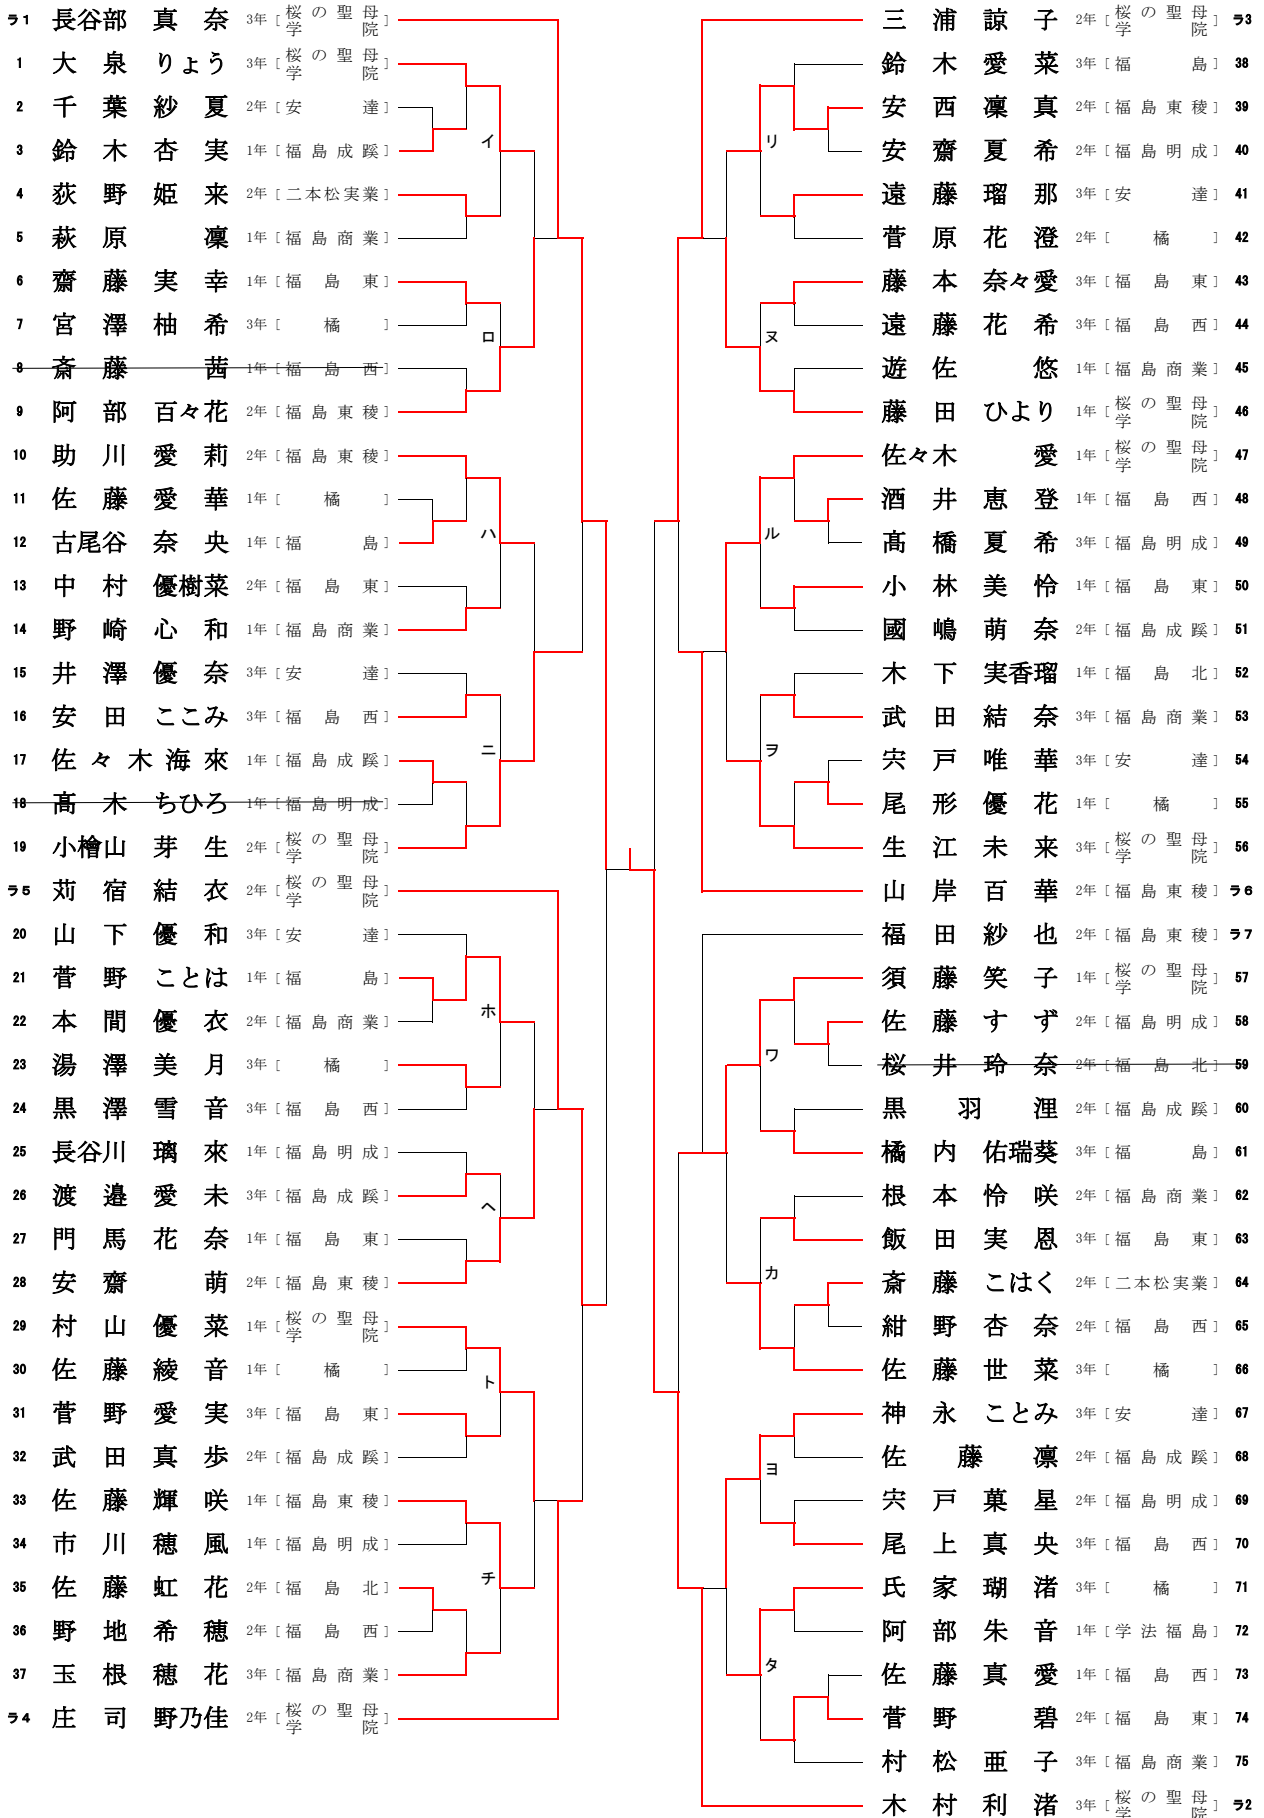 ラ1 長谷部 真 奈 3年 [桜の聖母学院]
1 大 泉 りょう 3年 [桜の聖母学院]
2 千 葉 紗 夏 2年 [安達]
3 鈴 木 杏 実 1年 [福島成蹊]
4 荻 野 姫 来 2年 [二本松実業]
5 萩 原 凜 1年 [福島商業]
6 齋 藤 実 幸 1年 [福島東]
7 宮 澤 柚 希 3年 [橘]
8 斎 藤 茜 1年 [福島西]
9 阿 部 百々花 2年 [福島東稜]
10 助 川 愛 莉 2年 [福島東稜]
11 佐 藤 愛 華 1年 [橘]
12 古尾谷 奈 央 1年 [福島]
13 中 村 優樹菜 2年 [福島東]
14 野 崎 心 和 1年 [福島商業]
15 井 澤 優 奈 3年 [安達]
16 安 田 ここみ 3年 [福島西]
17 佐 々 木 海 來 1年 [福島成蹊]
18 髙 木 ちひろ 1年 [福島明成]
19 小檜山 芽 生 2年 [桜の聖母学院]
ラ5 苅 宿 結 衣 2年 [桜の聖母学院]
20 山 下 優 和 3年 [安達]
21 菅 野 ことは 1年 [福島]
22 本 間 優 衣 2年 [福島商業]
23 湯 澤 美 月 3年 [橘]
24 黒 澤 雪 音 3年 [福島西]
25 長谷川 璃 來 1年 [福島明成]
26 渡 邉 愛 未 3年 [福島成蹊]
27 門 馬 花 奈 1年 [福島東]
28 安 齋 萌 2年 [福島東稜]
29 村 山 優 菜 1年 [桜の聖母学院]
30 佐 藤 綾 音 1年 [橘]
31 菅 野 愛 実 3年 [福島東]
32 武 田 真 歩 2年 [福島成蹊]
33 佐 藤 輝 咲 1年 [福島東稜]
34 市 川 穂 風 1年 [福島明成]
35 佐 藤 虹 花 2年 [福島北]
36 野 地 希 穂 2年 [福島西]
37 玉 根 穂 花 3年 [福島商業]
ラ4 庄 司 野乃佳 2年 [桜の聖母学院]
イ
ロ
ハ
ニ
ホ
ヘ
ト
チ
リ
ヌ
ル
ヲ
ワ
カ
ヨ
タ
三 浦 諒 子 2年 [桜の聖母学院] ラ3
鈴 木 愛 菜 3年 [福島] 38
安 西 凛 真 2年 [福島東稜] 39
安 齋 夏 希 2年 [福島明成] 40
遠 藤 瑠 那 3年 [安達] 41
菅 原 花 澄 2年 [橘] 42
藤 本 奈々愛 3年 [福島東] 43
遠 藤 花 希 3年 [福島西] 44
遊 佐 悠 1年 [福島商業] 45
藤 田 ひより 1年 [桜の聖母学院] 46
佐々木 愛 1年 [桜の聖母学院] 47
酒 井 恵 登 1年 [福島西] 48
髙 橋 夏 希 3年 [福島明成] 49
小 林 美 怜 1年 [福島東] 50
國 嶋 萌 奈 2年 [福島成蹊] 51
木 下 実香瑠 1年 [福島北] 52
武 田 結 奈 3年 [福島商業] 53
宍 戸 唯 華 3年 [安達] 54
尾 形 優 花 1年 [橘] 55
生 江 未 来 3年 [桜の聖母学院] 56
山 岸 百 華 2年 [福島東稜] ラ6
福 田 紗 也 2年 [福島東稜] ラ7
須 藤 笑 子 1年 [桜の聖母学院] 57
佐 藤 す ず 2年 [福島明成] 58
桜 井 玲 奈 2年 [福島北] 59
黒 羽 浬 2年 [福島成蹊] 60
橘 内 佑瑞葵 3年 [福島] 61
根 本 怜 咲 2年 [福島商業] 62
飯 田 実 恩 3年 [福島東] 63
斎 藤 こはく 2年 [二本松実業] 64
紺 野 杏 奈 2年 [福島西] 65
佐 藤 世 菜 3年 [橘] 66
神 永 ことみ 3年 [安達] 67
佐 藤 凛 2年 [福島成蹊] 68
宍 戸 菓 星 2年 [福島明成] 69
尾 上 真 央 3年 [福島西] 70
氏 家 瑚 渚 3年 [橘] 71
阿 部 朱 音 1年 [学法福島] 72
佐 藤 真 愛 1年 [福島西] 73
菅 野 碧 2年 [福島東] 74
村 松 亜 子 3年 [福島商業] 75
木 村 利 渚 3年 [桜の聖母学院] ラ2